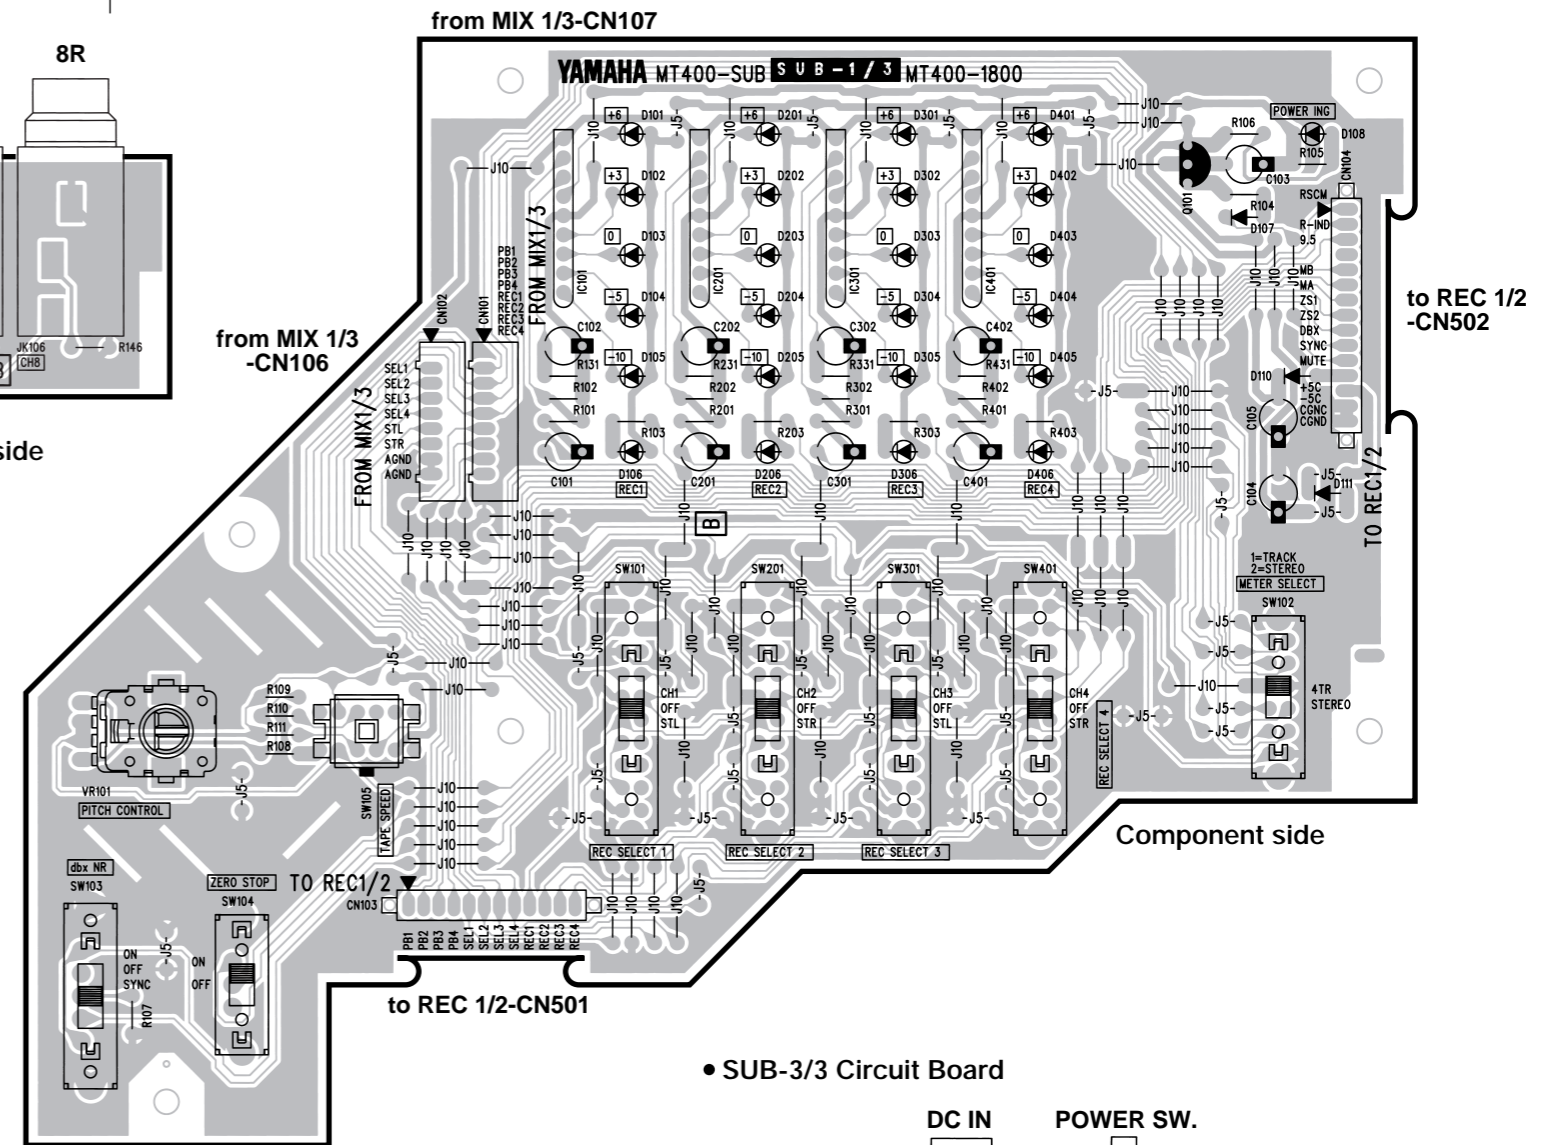 from MIX 1/3-CN107
8R
YAMAHA MT400-SUB SUB-1/3 MT400-1800
+6 D101
+6 D201
+6 D301
+6 D401
+3 D102
+3 D202
+3 D302
+3 D402
0 D103
0 D203
0 D303
0 D403
-5 D104
-5 D204
-5 D304
-5 D404
-10 D105
-10 D205
-10 D305
-10 D405
IC101
IC201
IC301
IC401
C102
C202
C302
C402
R131
R231
R331
R431
R102
R202
R302
R402
R101
R201
R301
R401
R103
R203
R303
R403
C101
C201
C301
C401
D106
D206
D306
D406
REC1
REC2
REC3
REC4
J10
J5
R106
POWER ING
D108
R105
C103
Q101
R104
D107
CN104
RSCM
R-IND
9.5
MB
MA
ZS1
ZS2
DBX
SYNC
MUTE
+5C
-5C
CGNC
CGND
D110
C105
C104
D111
TO REC1/2
to REC 1/2
-CN502
FROM MIX1/3
PB1
PB2
PB3
PB4
REC1
REC2
REC3
REC4
CN102
CN101
from MIX 1/3
-CN106
FROM MIX1/3
SEL1
SEL2
SEL3
SEL4
STL
STR
AGND
AGND
JK106
CH8
R146
side
B
SW101
SW201
SW301
SW401
CH1
OFF
STL
CH2
OFF
STR
CH3
OFF
STL
CH4
OFF
STR
REC SELECT 1
REC SELECT 2
REC SELECT 3
REC SELECT 4
1=TRACK
2=STEREO
METER SELECT
SW102
4TR
STEREO
Component side
VR101
PITCH CONTROL
R109
R110
R111
R108
SW105
TAPE SPEED
dbx NR
SW103
ON
OFF
SYNC
R107
ZERO STOP
SW104
ON
OFF
TO REC1/2
CN103
PB1
PB2
PB3
PB4
SEL1
SEL2
SEL3
SEL4
REC1
REC2
REC3
REC4
to REC 1/2-CN501
• SUB-3/3 Circuit Board
DC IN
POWER SW.